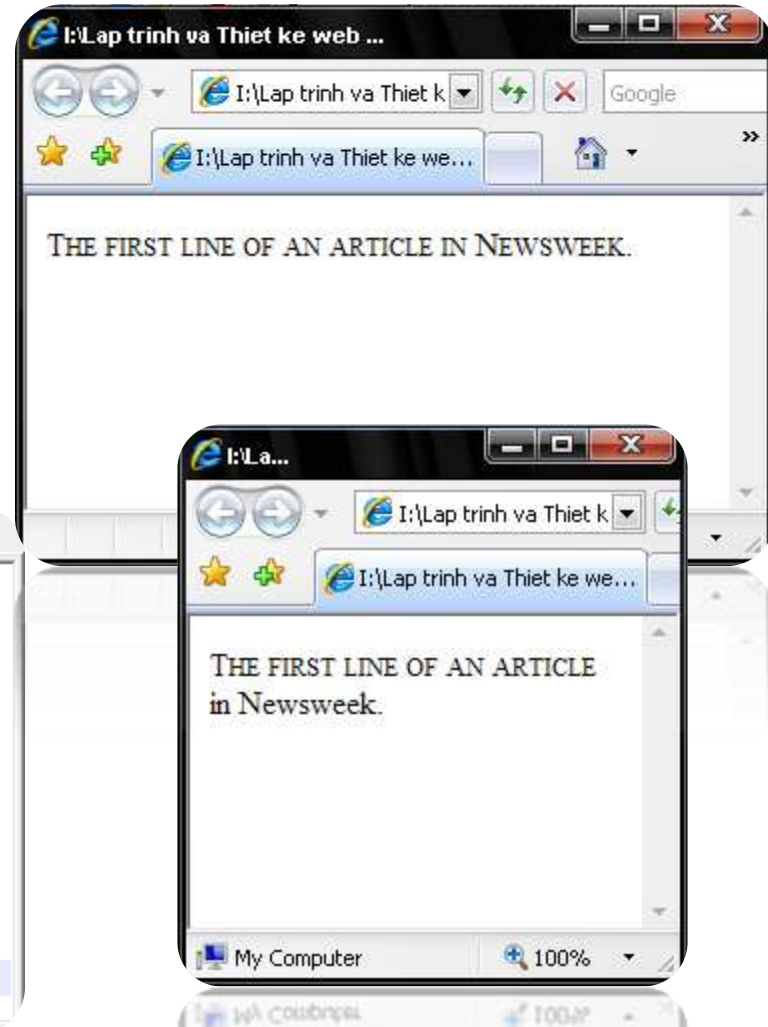 I:\Lap trinh va Thiet ke web ...
I:\Lap trinh va Thiet k
Google
I:\Lap trinh va Thiet ke we...
»
THE FIRST LINE OF AN ARTICLE IN NEWSWEEK.
I:\La...
I:\Lap trinh va Thiet k
I:\Lap trinh va Thiet ke we...
THE FIRST LINE OF AN ARTICLE
in Newsweek.
My Computer
100%